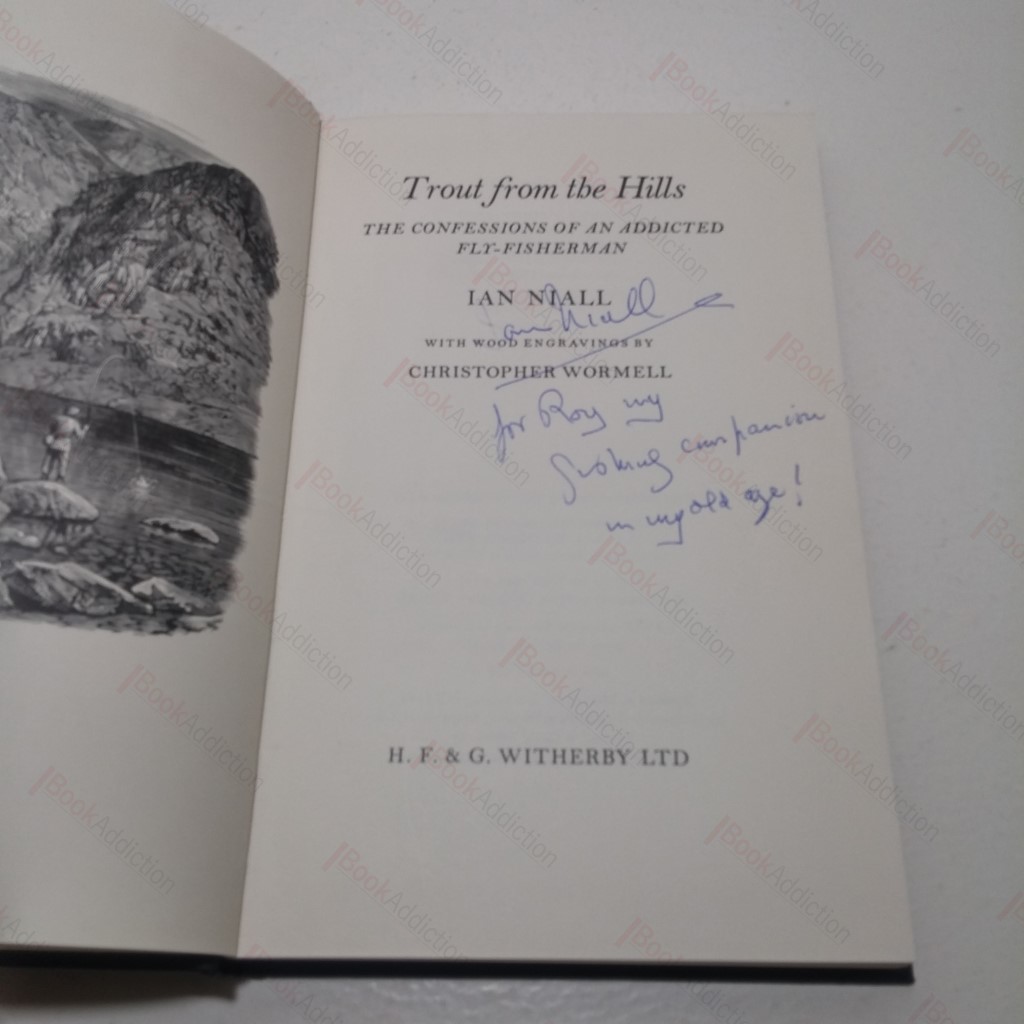 Trout from the Hills
THE CONFESSIONS OF AN ADDICTED
FLY-FISHERMAN
IAN NIALL
Ian Niall
WITH WOOD ENGRAVINGS BY
CHRISTOPHER WORMELL
for Roy my
fishing companion
in my old age!
H. F. & G. WITHERBY LTD
BookAddiction